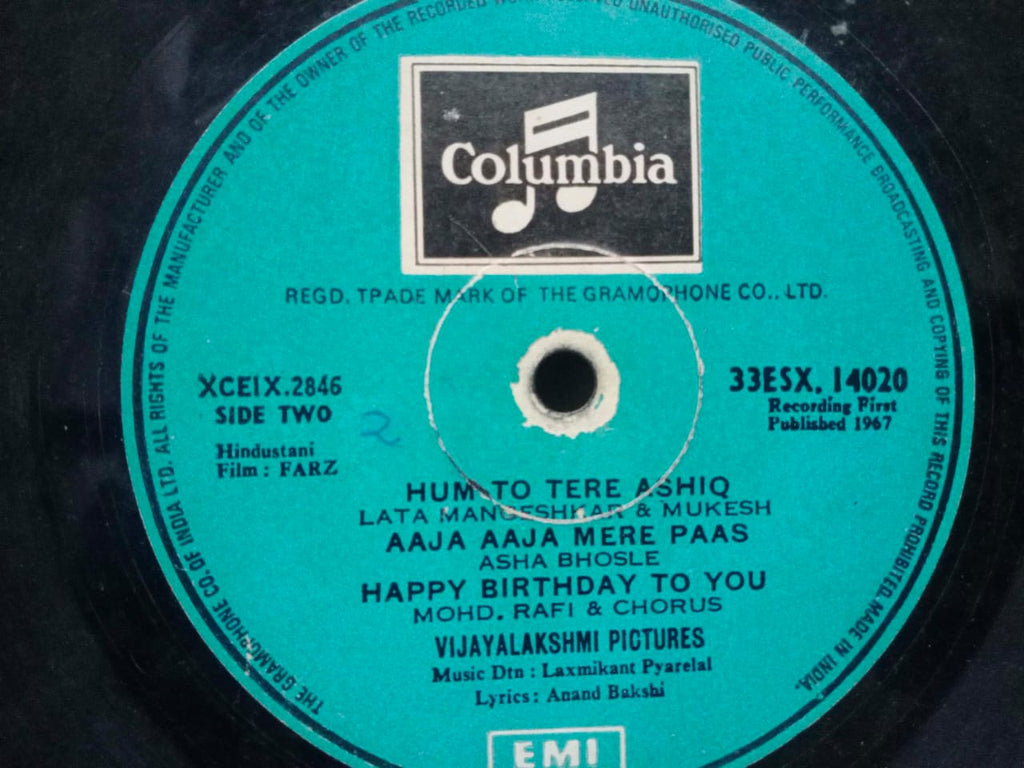 THE GRAMOPHONE CO. OF INDIA LTD. ALL RIGHTS OF THE MANUFACTURER AND OF THE OWNER OF THE RECORDED WORK RESERVED UNAUTHORISED PUBLIC PERFORMANCE BROADCASTING AND COPYING OF THIS RECORD PROHIBITED. MADE IN INDIA.
Columbia
REGD. TRADE MARK OF THE GRAMOPHONE CO., LTD.
XCEIX.2846
SIDE TWO
2
Hindustani
Film : FARZ
33ESX. 14020
Recording First
Published 1967
HUM TO TERE ASHIQ
LATA MANGESHKAR & MUKESH
AAJA AAJA MERE PAAS
ASHA BHOSLE
HAPPY BIRTHDAY TO YOU
MOHD. RAFI & CHORUS
VIJAYALAKSHMI PICTURES
Music Dtn : Laxmikant Pyarelal
Lyrics : Anand Bakshi
EMI